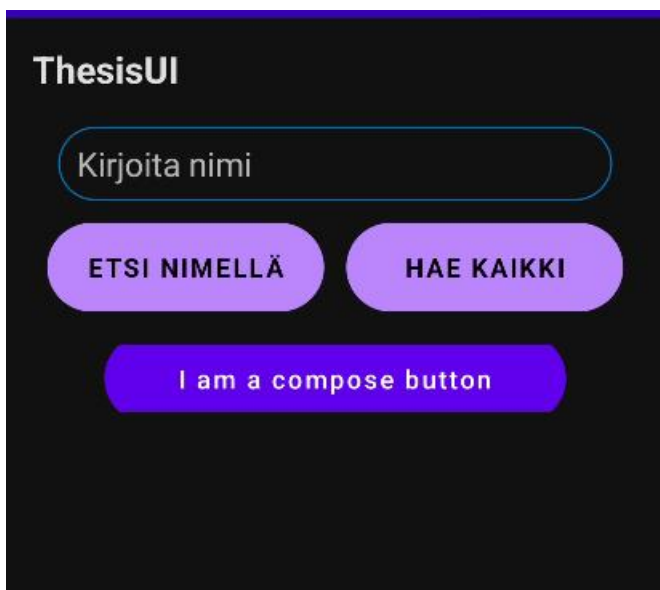 ThesisUI
Kirjoita nimi
ETSI NIMELLÄ HAE KAIKKI
I am a compose button